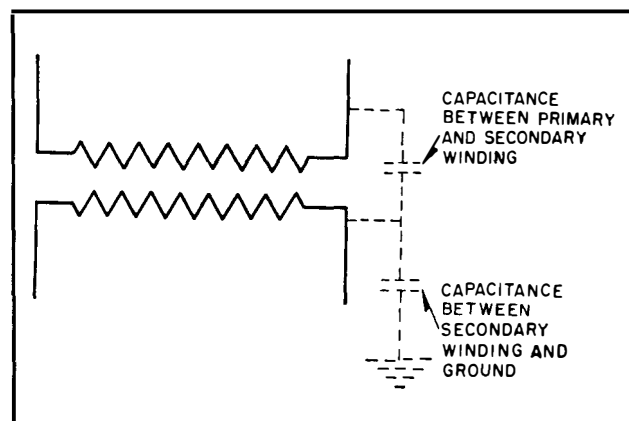 CAPACITANCE
BETWEEN PRIMARY
AND SECONDARY
WINDING
CAPACITANCE
BETWEEN
SECONDARY
WINDING AND
GROUND